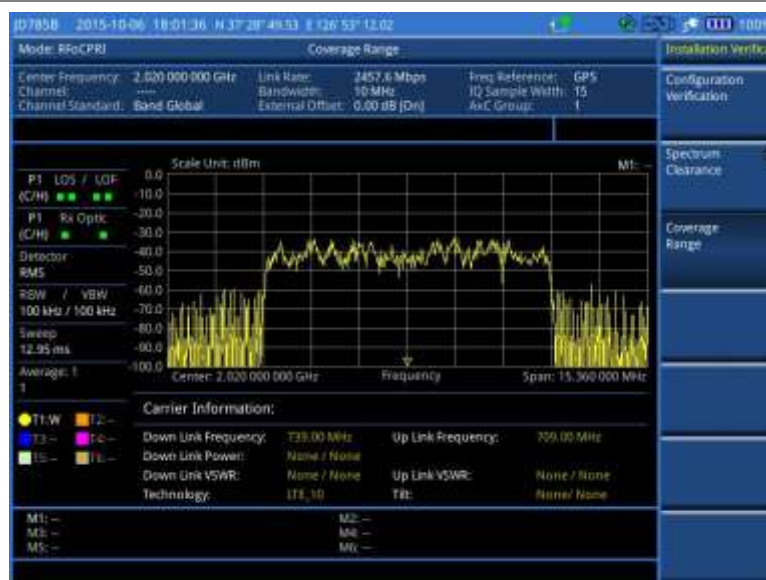 JD785B 2015-10-06 18:01:36 N 37° 28' 49.53 E 126° 53' 12.02 100%
Mode: RFoCPRI Coverage Range Installation Verific
Center Frequency: 2.020 000 000 GHz Link Rate: 2457.6 Mbps Freq Reference: GPS
Channel: ----- Bandwidth: 10 MHz IQ Sample Width: 15
Channel Standard: Band Global External Offset: 0.00 dB [On] AxC Group: 1
Configuration Verification
Spectrum Clearance
Coverage Range
Scale Unit: dBm M1: --
P1 LOS / LOF
(C/H)
P1 Rx Optic
(C/H)
Detector
RMS
RBW / VBW
100 kHz / 100 kHz
Sweep
12.95 ms
Average: 1
1
T1:W T2:--
T3:-- T4:--
T5:-- T6:--
0.0
-10.0
-20.0
-30.0
-40.0
-50.0
-60.0
-70.0
-80.0
-90.0
-100.0
Center: 2.020 000 000 GHz Frequency Span: 15.360 000 MHz
Carrier Information:
Down Link Frequency: 739.00 MHz Up Link Frequency: 709.00 MHz
Down Link Power: None / None
Down Link VSWR: None / None Up Link VSWR: None / None
Technology: LTE_10 Tilt: None/ None
M1: -- M2: --
M3: -- M4: --
M5: -- M6: --